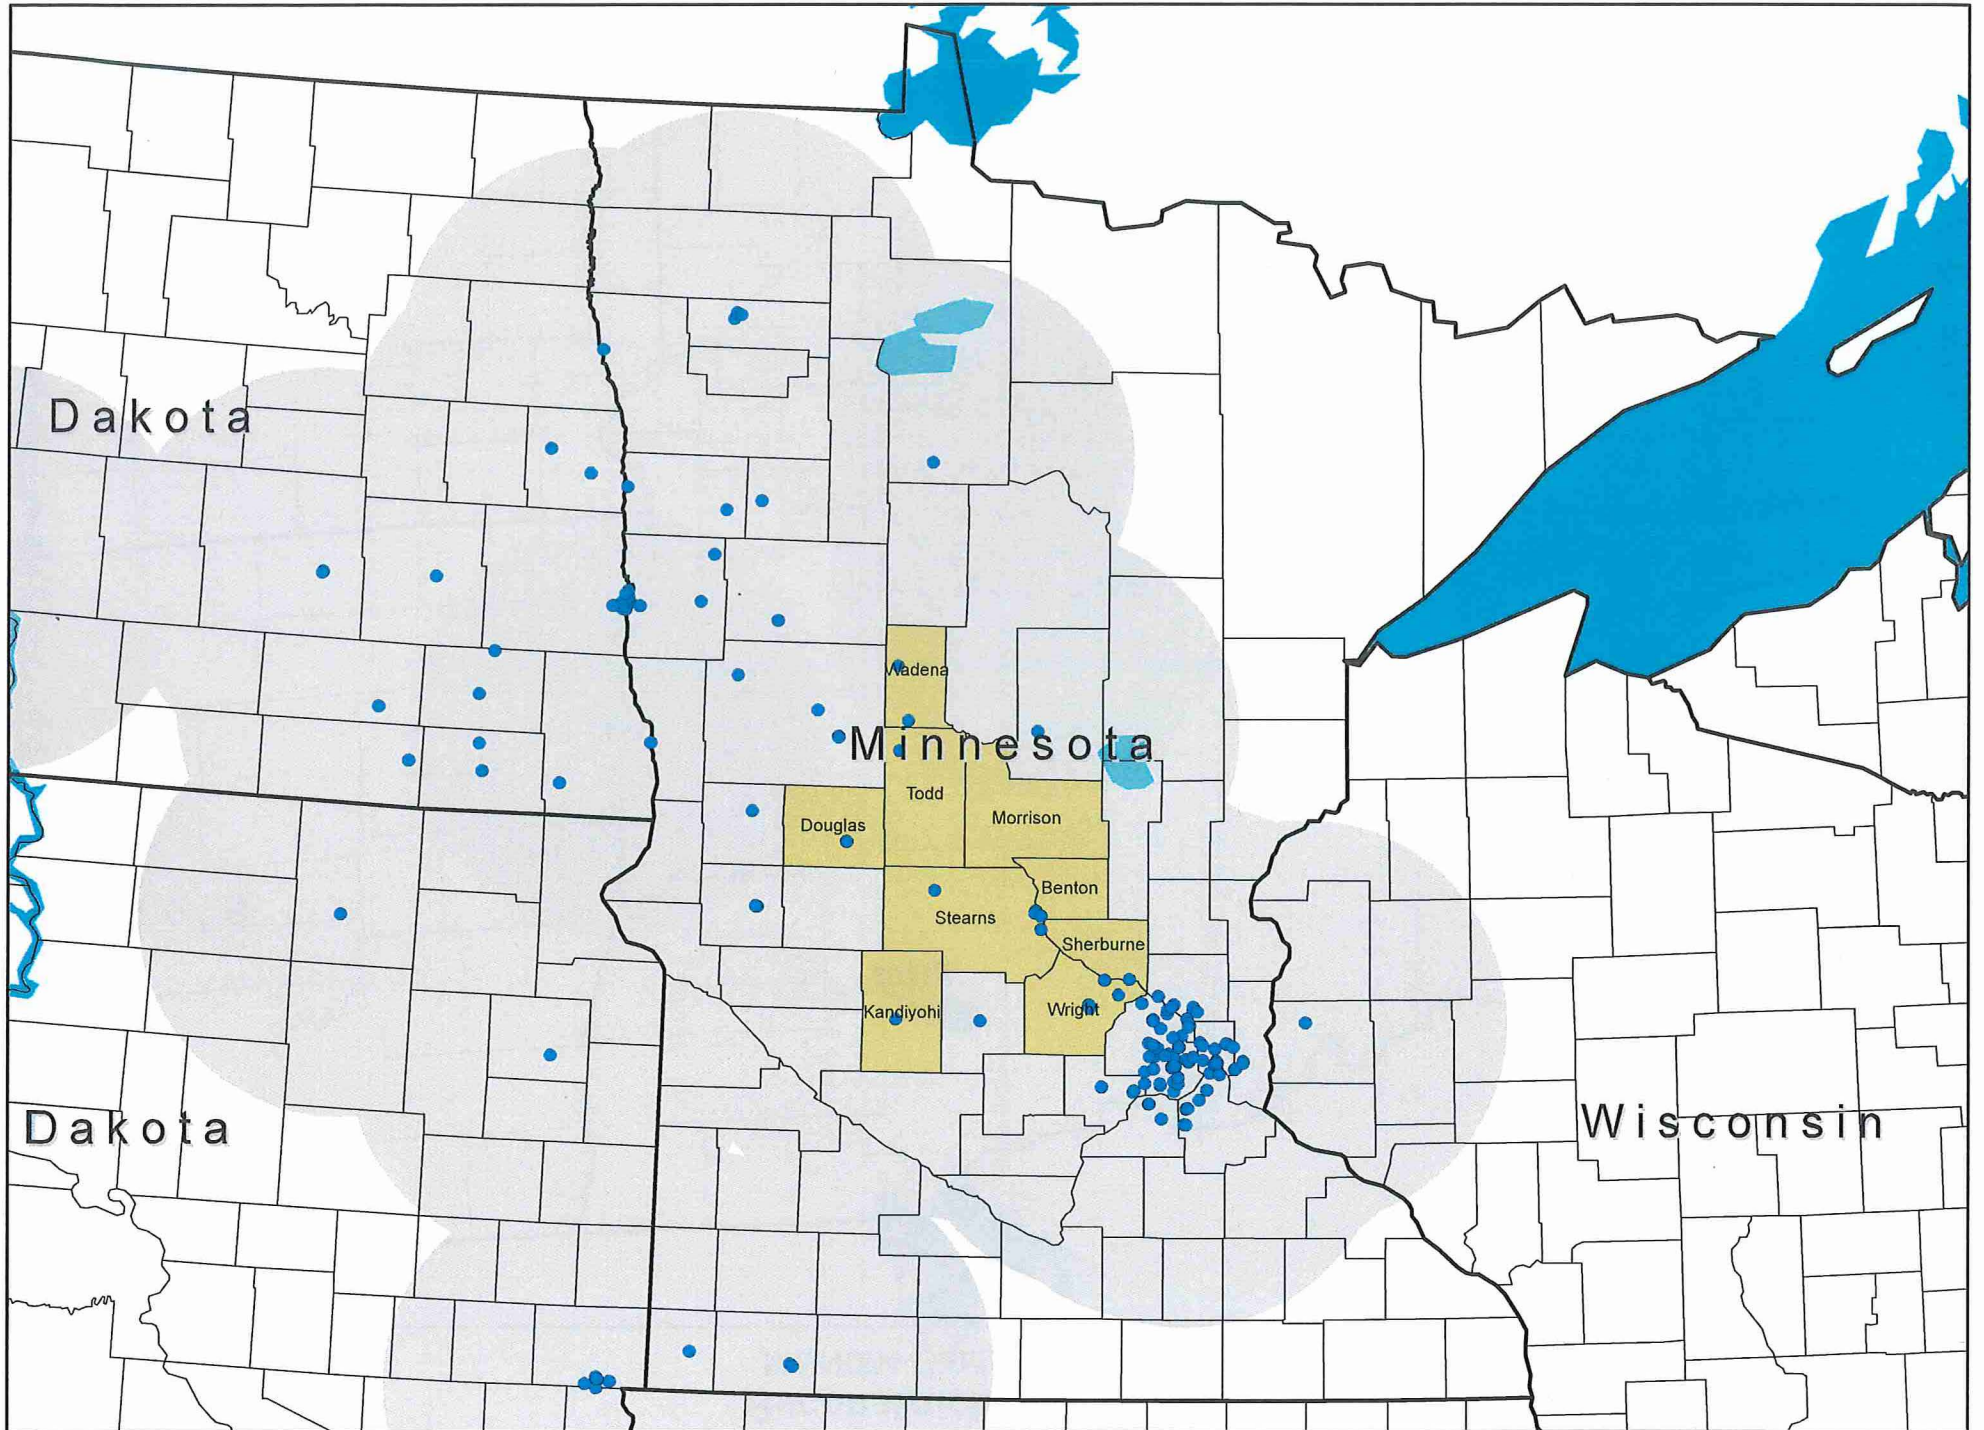 Dakota
Wadena
Minnesota
Todd
Douglas
Morrison
Benton
Stearns
Sherburne
Kandiyohi
Wright
Dakota
Wisconsin